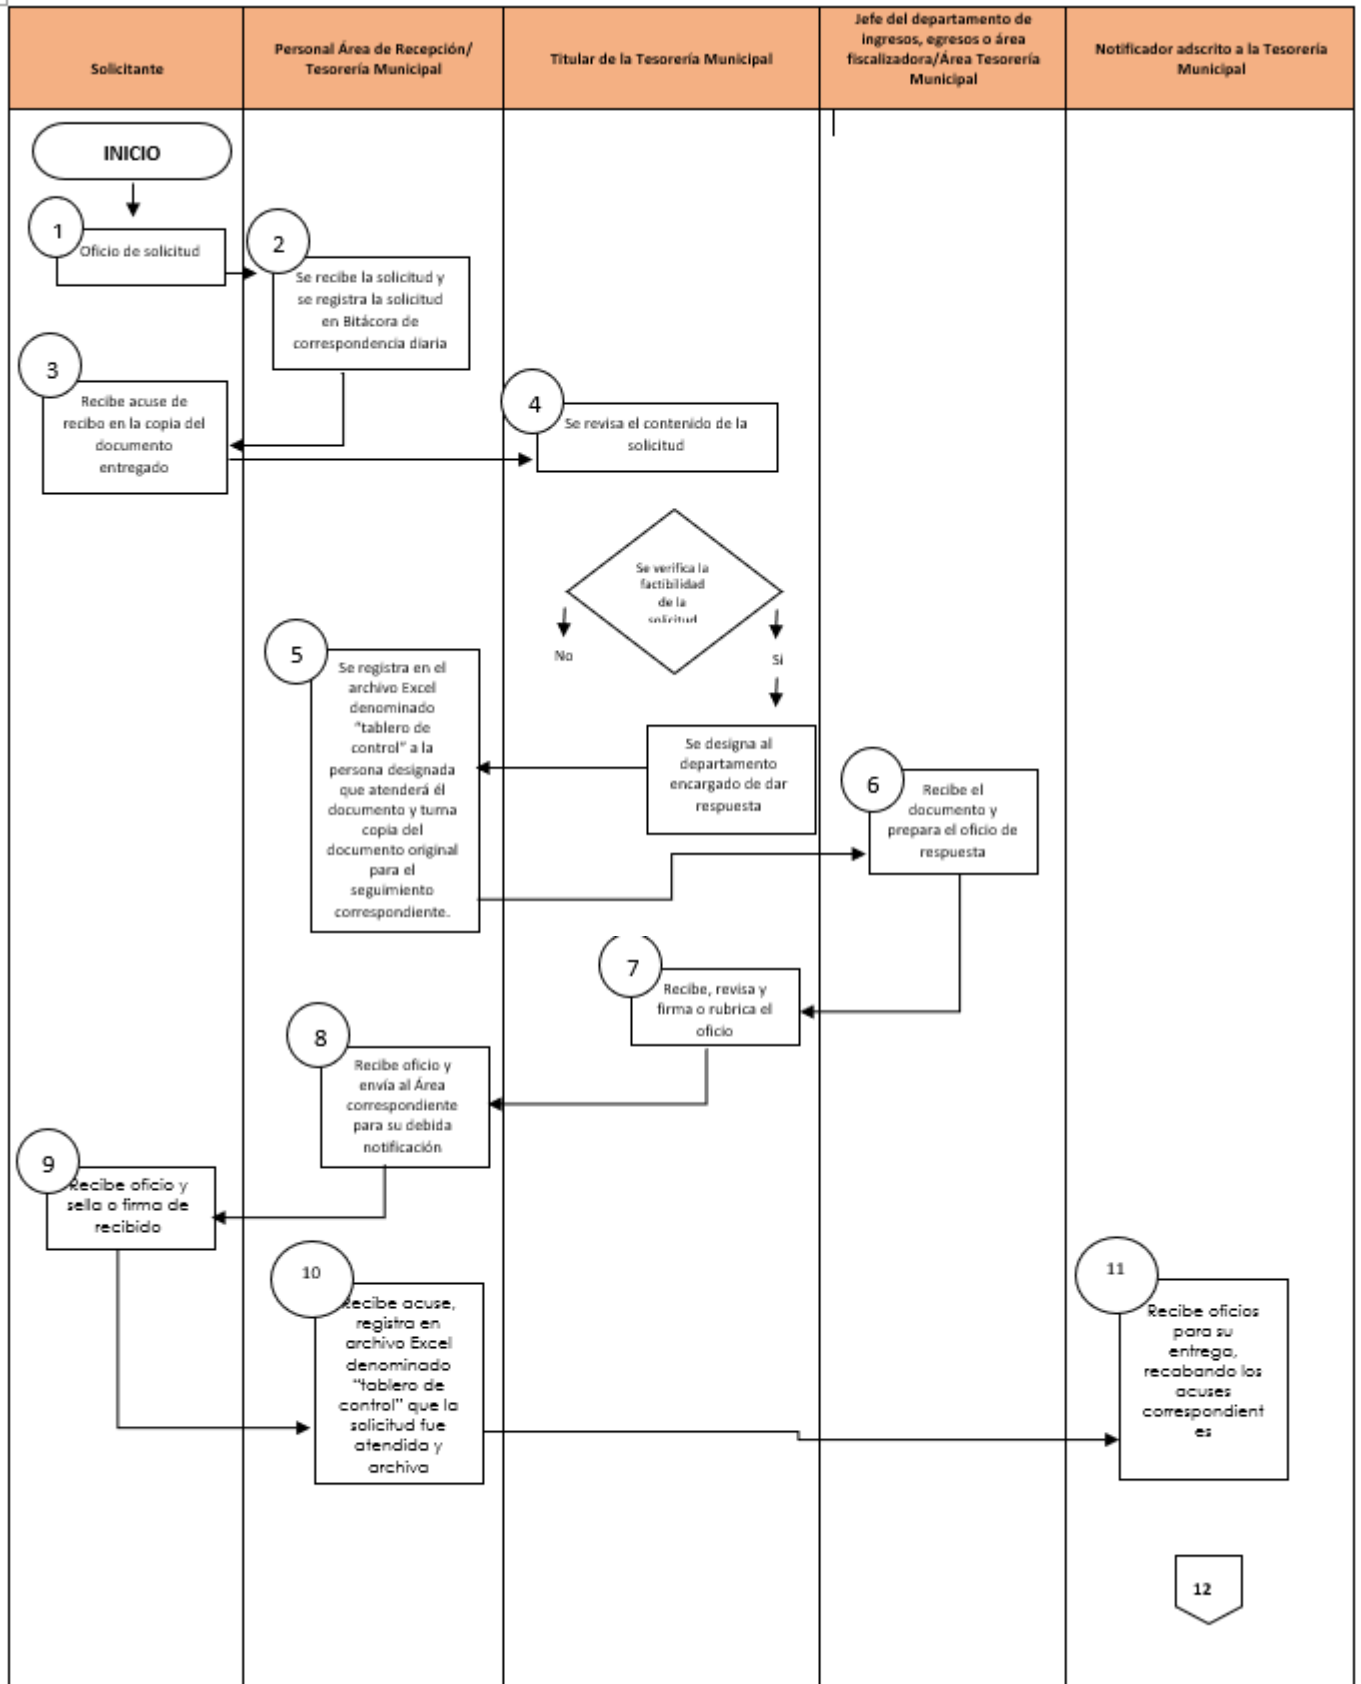 Solicitante
Personal Área de Recepción/
Tesorería Municipal
Titular de la Tesorería Municipal
Jefe del departamento de
ingresos, egresos o área
fiscalizadora/Área Tesorería
Municipal
Notificador adscrito a la Tesorería
Municipal
INICIO
1
Oficio de solicitud
2
Se recibe la solicitud y
se registra la solicitud
en Bitácora de
correspondencia diaria
3
Recibe acuse de
recibo en la copia del
documento
entregado
4
Se revisa el contenido de la
solicitud
Se verifica la
factibilidad
de la
solicitud
No
Sí
5
Se registra en el
archivo Excel
denominado
"tablero de
control" a la
persona designada
que atenderá él
documento y turna
copia del
documento original
para el
seguimiento
correspondiente.
Se designa al
departamento
encargado de dar
respuesta
6
Recibe el
documento y
prepara el oficio de
respuesta
7
Recibe, revisa y
firma o rubrica el
oficio
8
Recibe oficio y
envía al Área
correspondiente
para su debida
notificación
9
Recibe oficio y
sella o firma de
recibido
10
Recibe acuse,
registra en
archivo Excel
denominado
"tablero de
control" que la
solicitud fue
atendida y
archiva
11
Recibe oficios
para su
entrega,
recabando los
acuses
correspondient
es
12